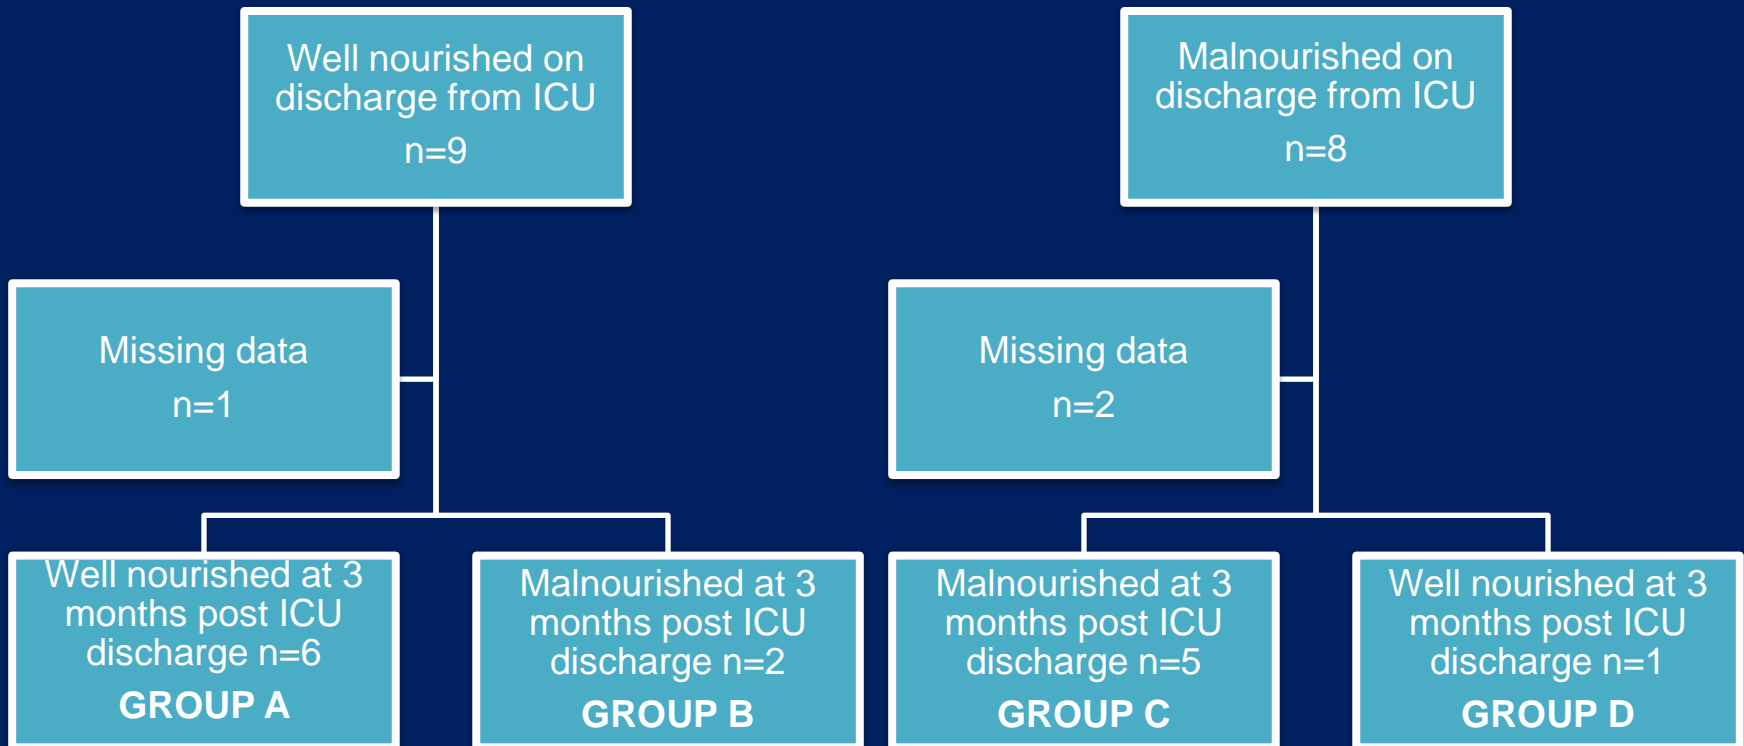 Well nourished on
discharge from ICU
n=9
Malnourished on
discharge from ICU
n=8
Missing data
n=1
Missing data
n=2
Well nourished at 3
months post ICU
discharge n=6
GROUP A
Malnourished at 3
months post ICU
discharge n=2
GROUP B
Malnourished at 3
months post ICU
discharge n=5
GROUP C
Well nourished at 3
months post ICU
discharge n=1
GROUP D